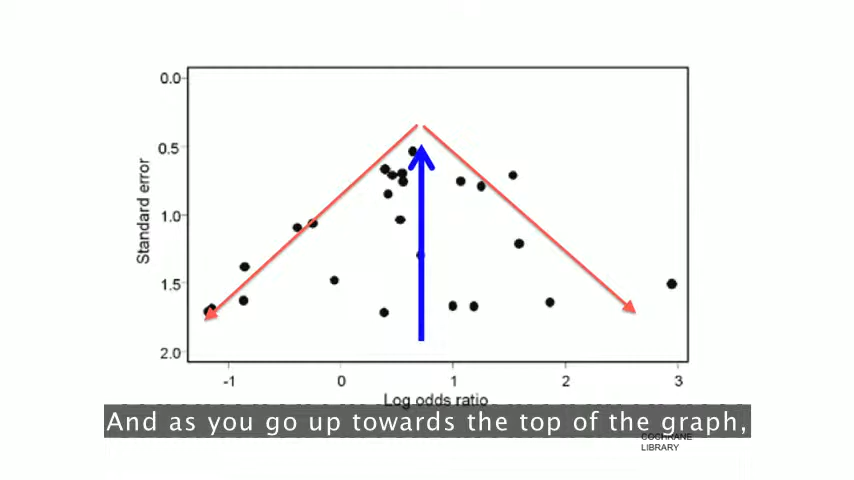 0.0
0.5
1.0
1.5
2.0
Standard error
-1 0 1 2 3
Log odds ratio
And as you go up towards the top of the graph,
COCHRANE
LIBRARY